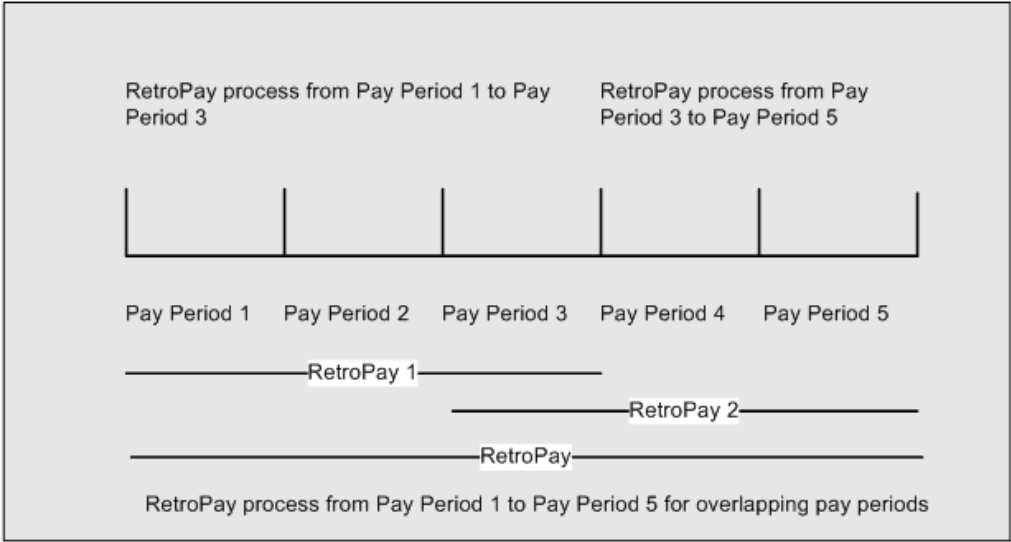 RetroPay process from Pay Period 1 to Pay
Period 3
RetroPay process from Pay
Period 3 to Pay Period 5
Pay Period 1
Pay Period 2
Pay Period 3
Pay Period 4
Pay Period 5
RetroPay 1
RetroPay 2
RetroPay
RetroPay process from Pay Period 1 to Pay Period 5 for overlapping pay periods